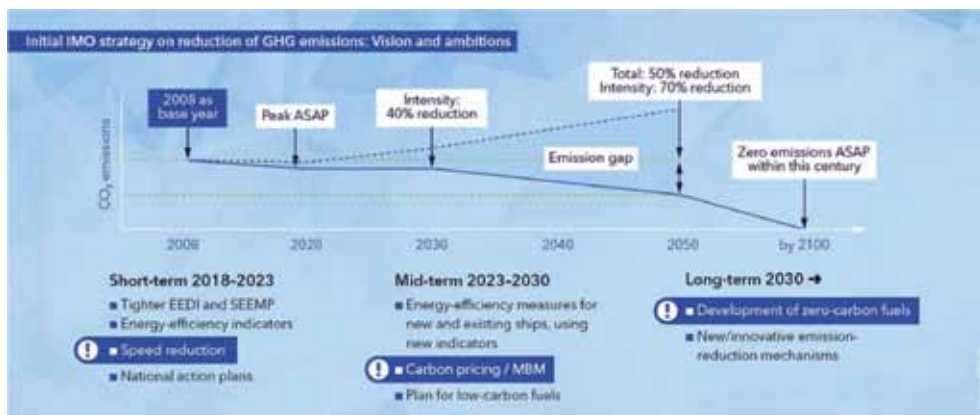 Initial IMO strategy on reduction of GHG emissions: Vision and ambitions
2008 as
base year
Peak ASAP
Intensity:
40% reduction
Total: 50% reduction
Intensity: 70% reduction
Emission gap
Zero emissions ASAP
within this century
CO₂ emissions
2008
2020
2030
2040
2050
by 2100
Short-term 2018-2023
■ Tighter EEDI and SEEMP
■ Energy-efficiency indicators
! ■ Speed reduction
■ National action plans
Mid-term 2023-2030
■ Energy-efficiency measures for
new and existing ships, using
new indicators
! ■ Carbon pricing / MBM
■ Plan for low-carbon fuels
Long-term 2030 ➔
! ■ Development of zero-carbon fuels
■ New/innovative emission-
reduction mechanisms